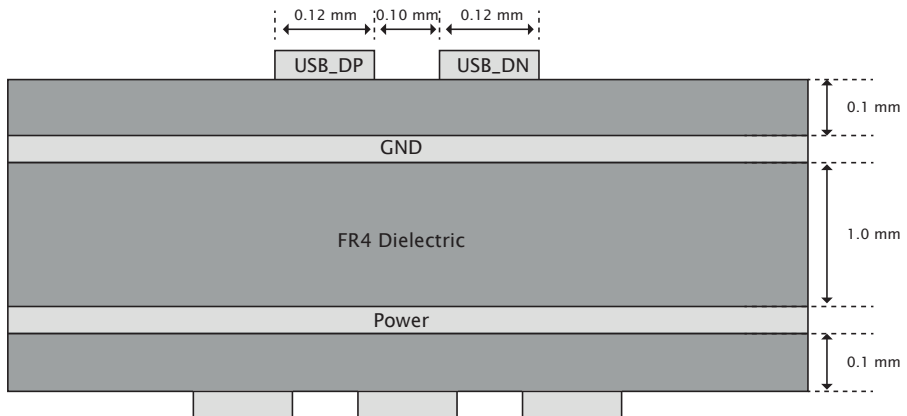 0.12 mm 0.10 mm 0.12 mm
USB_DP USB_DN
0.1 mm
GND
FR4 Dielectric
1.0 mm
Power
0.1 mm